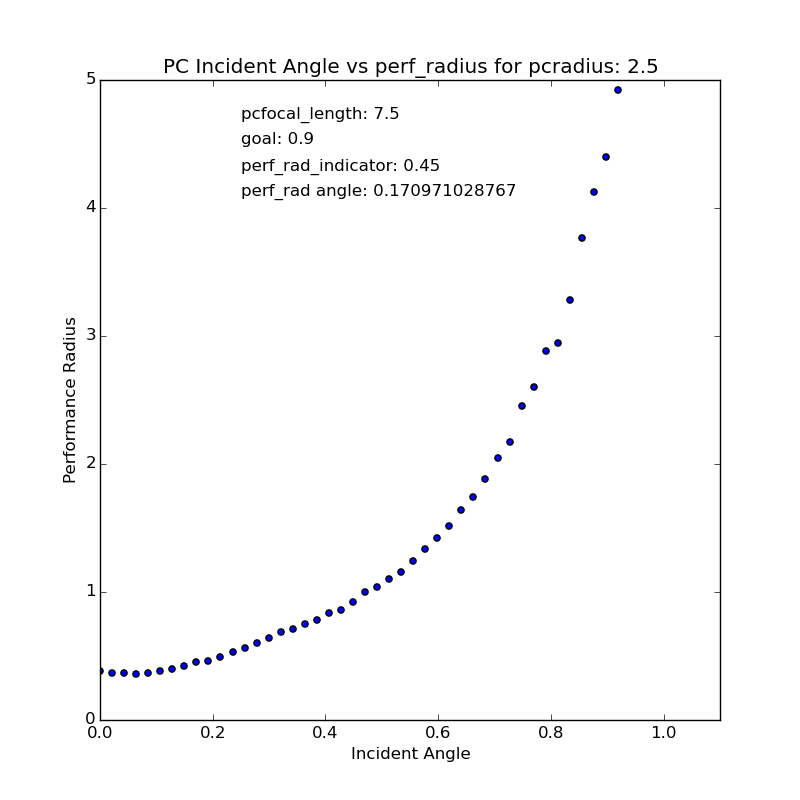 PC Incident Angle vs perf_radius for pcradius: 2.5
pcfocal_length: 7.5
goal: 0.9
perf_rad_indicator: 0.45
perf_rad angle: 0.170971028767
Performance Radius
5
4
3
2
1
0
0.0 0.2 0.4 0.6 0.8 1.0
Incident Angle